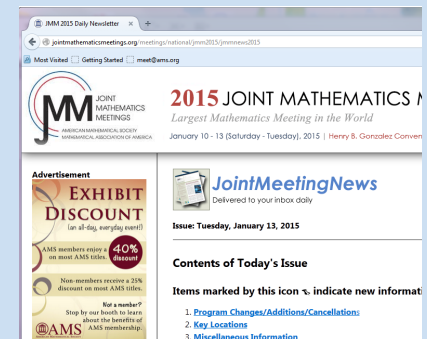 JMM 2015 Daily Newsletter
jointmathematicsmeetings.org/meetings/national/jmm2015/jmmnews2015
Most Visited Getting Started meet@ams.org
JMM
JOINT
MATHEMATICS
MEETINGS
AMERICAN MATHEMATICAL SOCIETY
MATHEMATICAL ASSOCIATION OF AMERICA
2015 JOINT MATHEMATICS
Largest Mathematics Meeting in the World
January 10 - 13 (Saturday - Tuesday), 2015 | Henry B. Gonzalez Conven
Advertisement
EXHIBIT
DISCOUNT
(an all-day, everyday event!)
AMS members enjoy a
on most AMS titles.
40%
discount
Non-members receive a 25%
discount on most AMS titles.
Not a member?
Stop by our booth to learn
about the benefits of
AMS membership.
AMS
JointMeetingNews
Delivered to your inbox daily
Issue: Tuesday, January 13, 2015
Contents of Today's Issue
Items marked by this icon indicate new informati
1. Program Changes/Additions/Cancellations
2. Key Locations
3. Miscellaneous Information